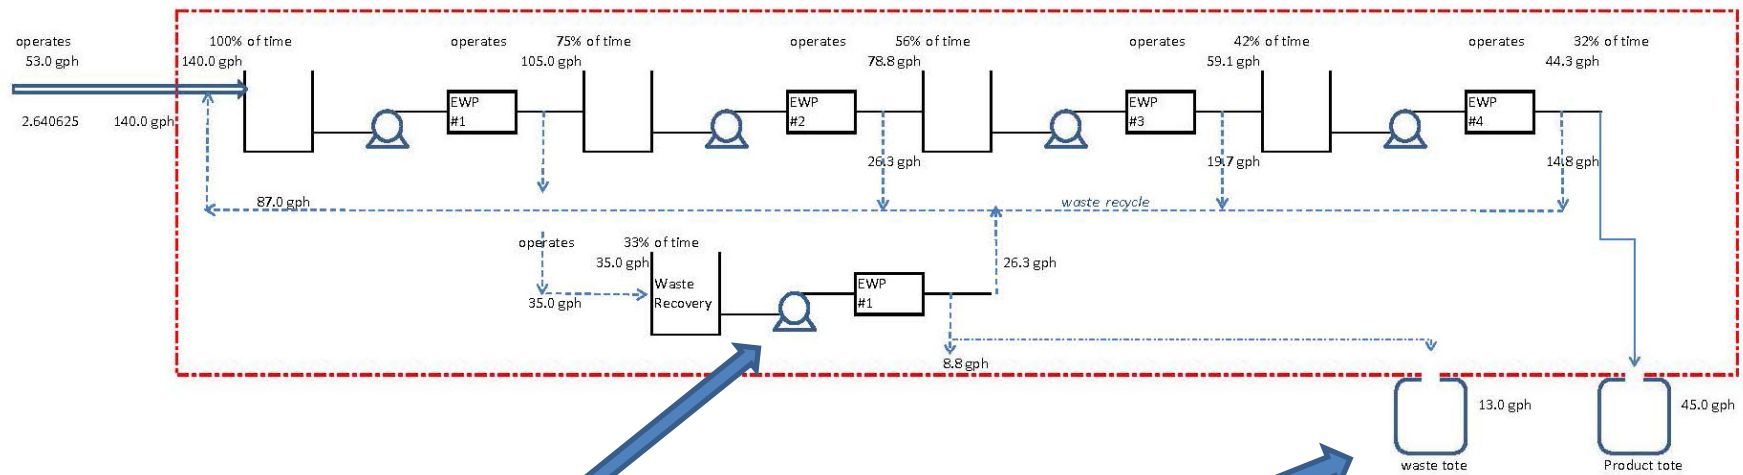 operates 100% of time operates 75% of time operates 56% of time operates 42% of time operates 32% of time
53.0 gph 140.0 gph 105.0 gph 78.8 gph 59.1 gph 44.3 gph
EWP EWP EWP EWP
2.640625 140.0 gph #1 #2 #3 #4
26.3 gph 19.7 gph 14.8 gph
87.0 gph waste recycle
operates 33% of time
35.0 gph 26.3 gph
Waste EWP
35.0 gph Recovery #1
8.8 gph
13.0 gph 45.0 gph
waste tote Product tote